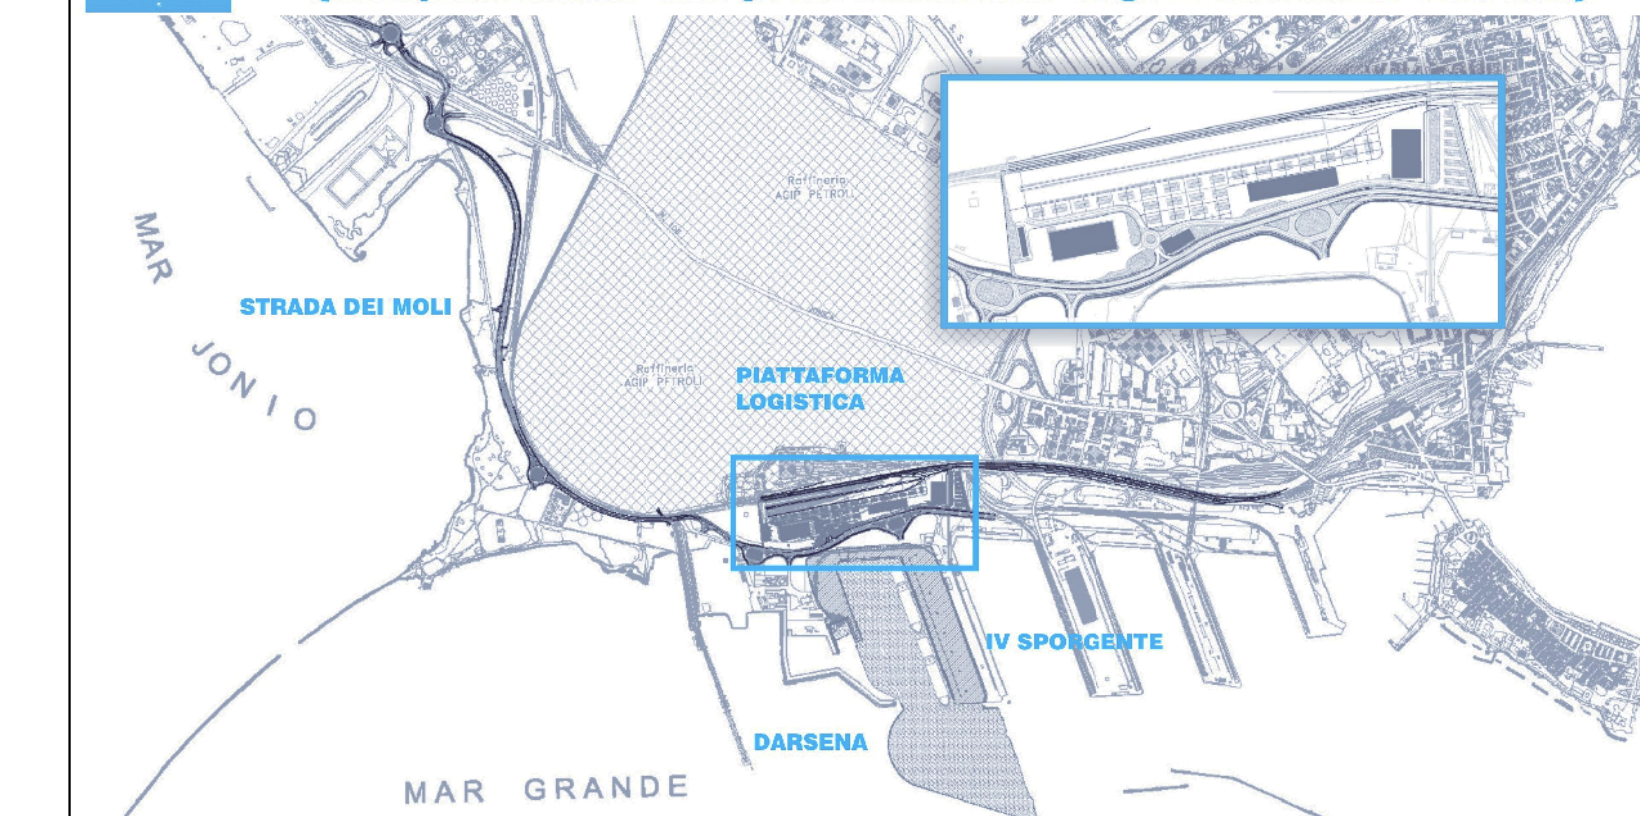 Raffineria
AGIP PETROLI
MAR
JONIO
STRADA DEI MOLI
Raffineria
AGIP PETROLI
PIATTAFORMA
LOGISTICA
IV SPORGENTE
DARSENA
MAR GRANDE